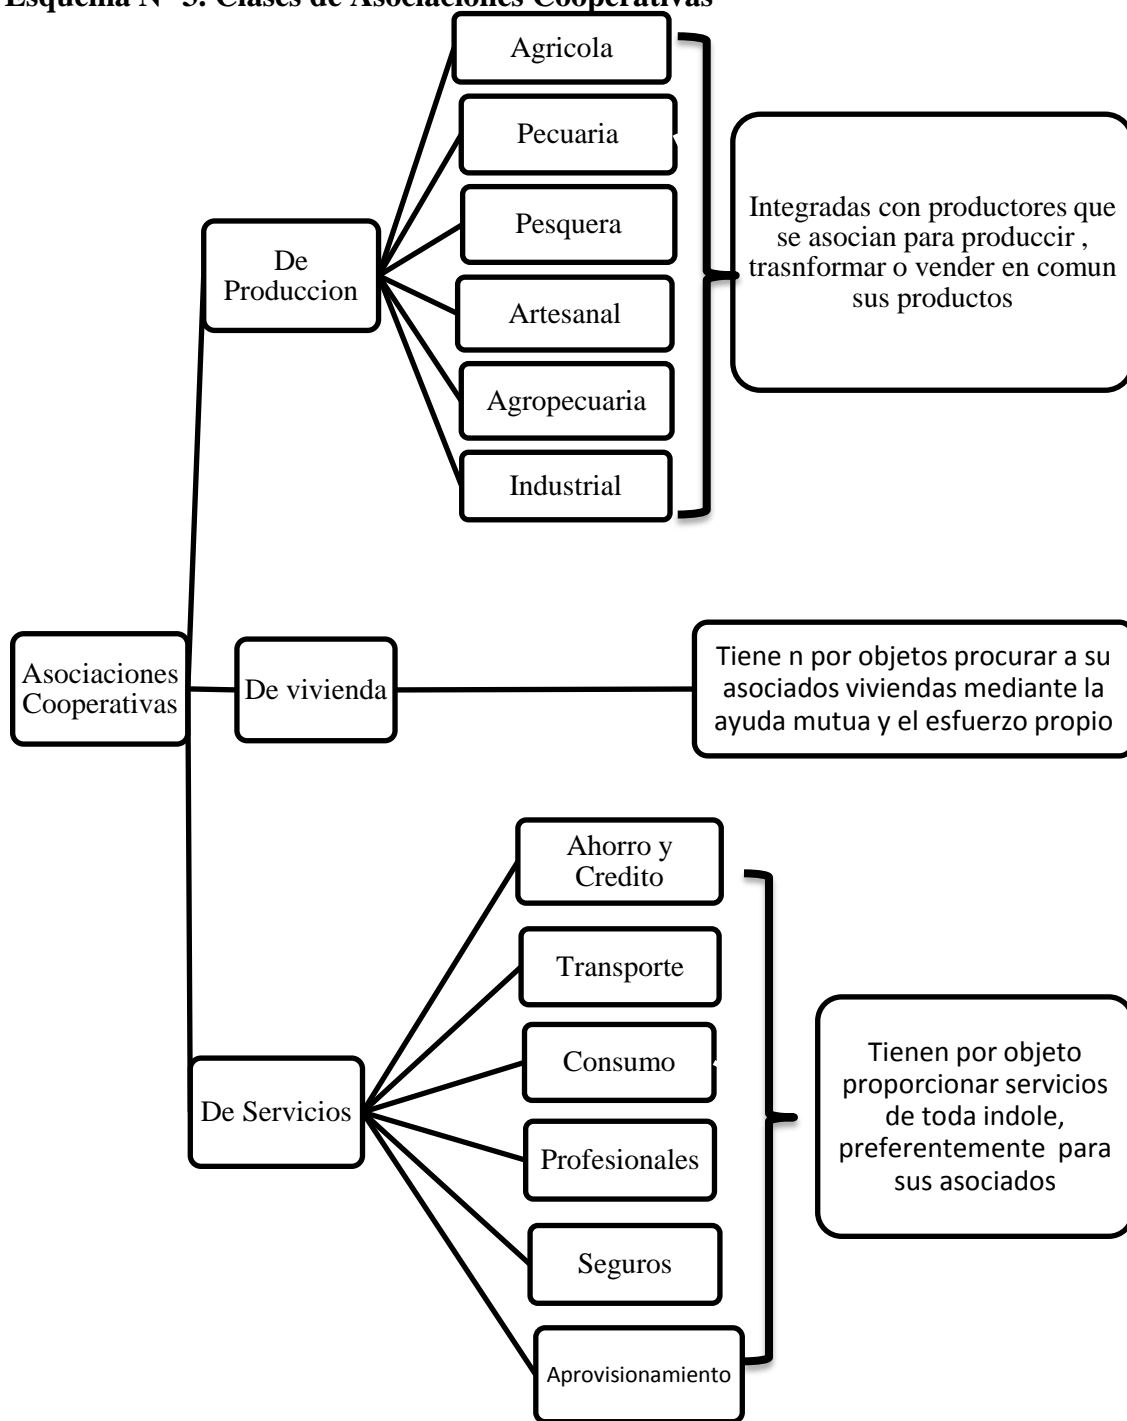 Esquema N° 3. Clases de Asociaciones Cooperativas
Agricola
Pecuaria
Pesquera
Artesanal
Agropecuaria
Industrial
De
Produccion
Integradas con productores que
se asocian para produccir ,
trasnformar o vender en comun
sus productos
Asociaciones
Cooperativas
De vivienda
Tiene n por objetos procurar a su
asociados viviendas mediante la
ayuda mutua y el esfuerzo propio
De Servicios
Ahorro y
Credito
Transporte
Consumo
Profesionales
Seguros
Aprovisionamiento
Tienen por objeto
proporcionar servicios
de toda indole,
preferentemente  para
sus asociados